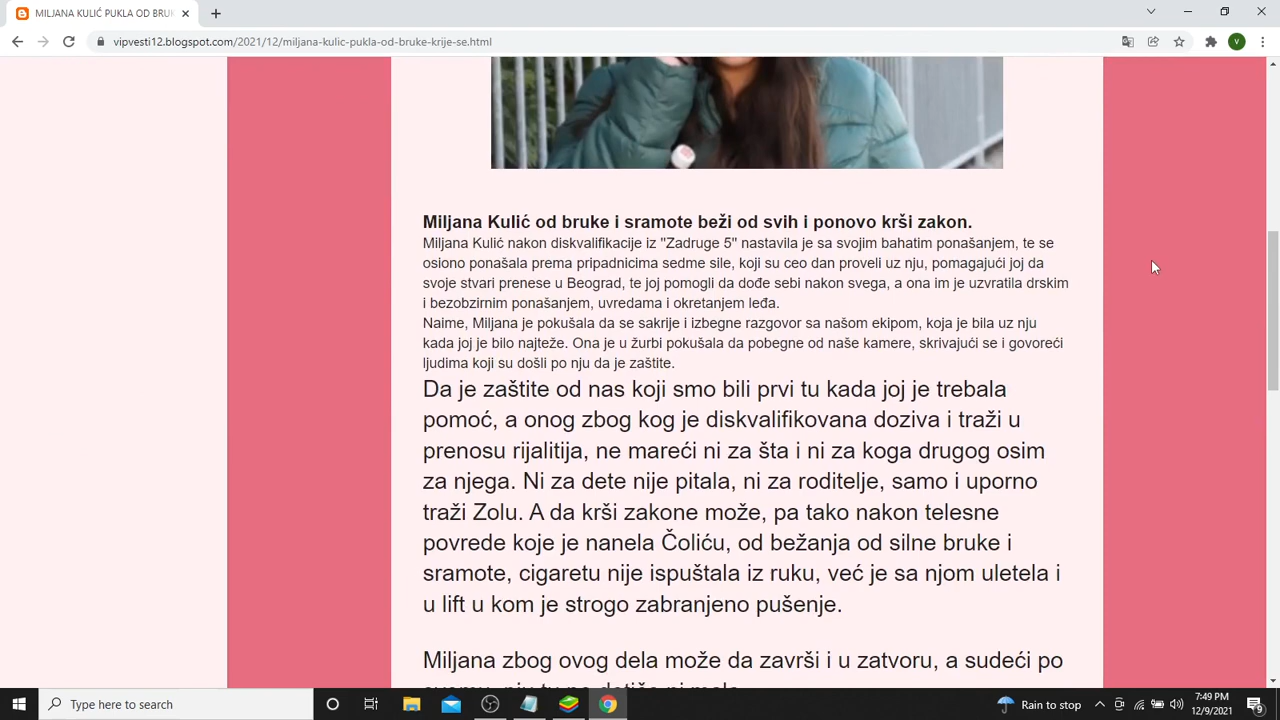 MILJANA KULIĆ PUKLA OD BRUK
vipvesti12.blogspot.com/2021/12/miljana-kulic-pukla-od-bruke-krije-se.html
V
Miljana Kulić od bruke i sramote beži od svih i ponovo krši zakon.
Miljana Kulić nakon diskvalifikacije iz "Zadruge 5" nastavila je sa svojim bahatim ponašanjem, te se
osiono ponašala prema pripadnicima sedme sile, koji su ceo dan proveli uz nju, pomagajući joj da
svoje stvari prenese u Beograd, te joj pomogli da dođe sebi nakon svega, a ona im je uzvratila drskim
i bezobzirnim ponašanjem, uvredama i okretanjem leđa.
Naime, Miljana je pokušala da se sakrije i izbegne razgovor sa našom ekipom, koja je bila uz nju
kada joj je bilo najteže. Ona je u žurbi pokušala da pobegne od naše kamere, skrivajući se i govoreći
ljudima koji su došli po nju da je zaštite.
Da je zaštite od nas koji smo bili prvi tu kada joj je trebala
pomoć, a onog zbog kog je diskvalifikovana doziva i traži u
prenosu rijalitija, ne mareći ni za šta i ni za koga drugog osim
za njega. Ni za dete nije pitala, ni za roditelje, samo i uporno
traži Zolu. A da krši zakone može, pa tako nakon telesne
povrede koje je nanela Čoliću, od bežanja od silne bruke i
sramote, cigaretu nije ispuštala iz ruku, već je sa njom uletela i
u lift u kom je strogo zabranjeno pušenje.
Miljana zbog ovog dela može da završi i u zatvoru, a sudeći po
Type here to search
Rain to stop
7:49 PM
12/9/2021
9